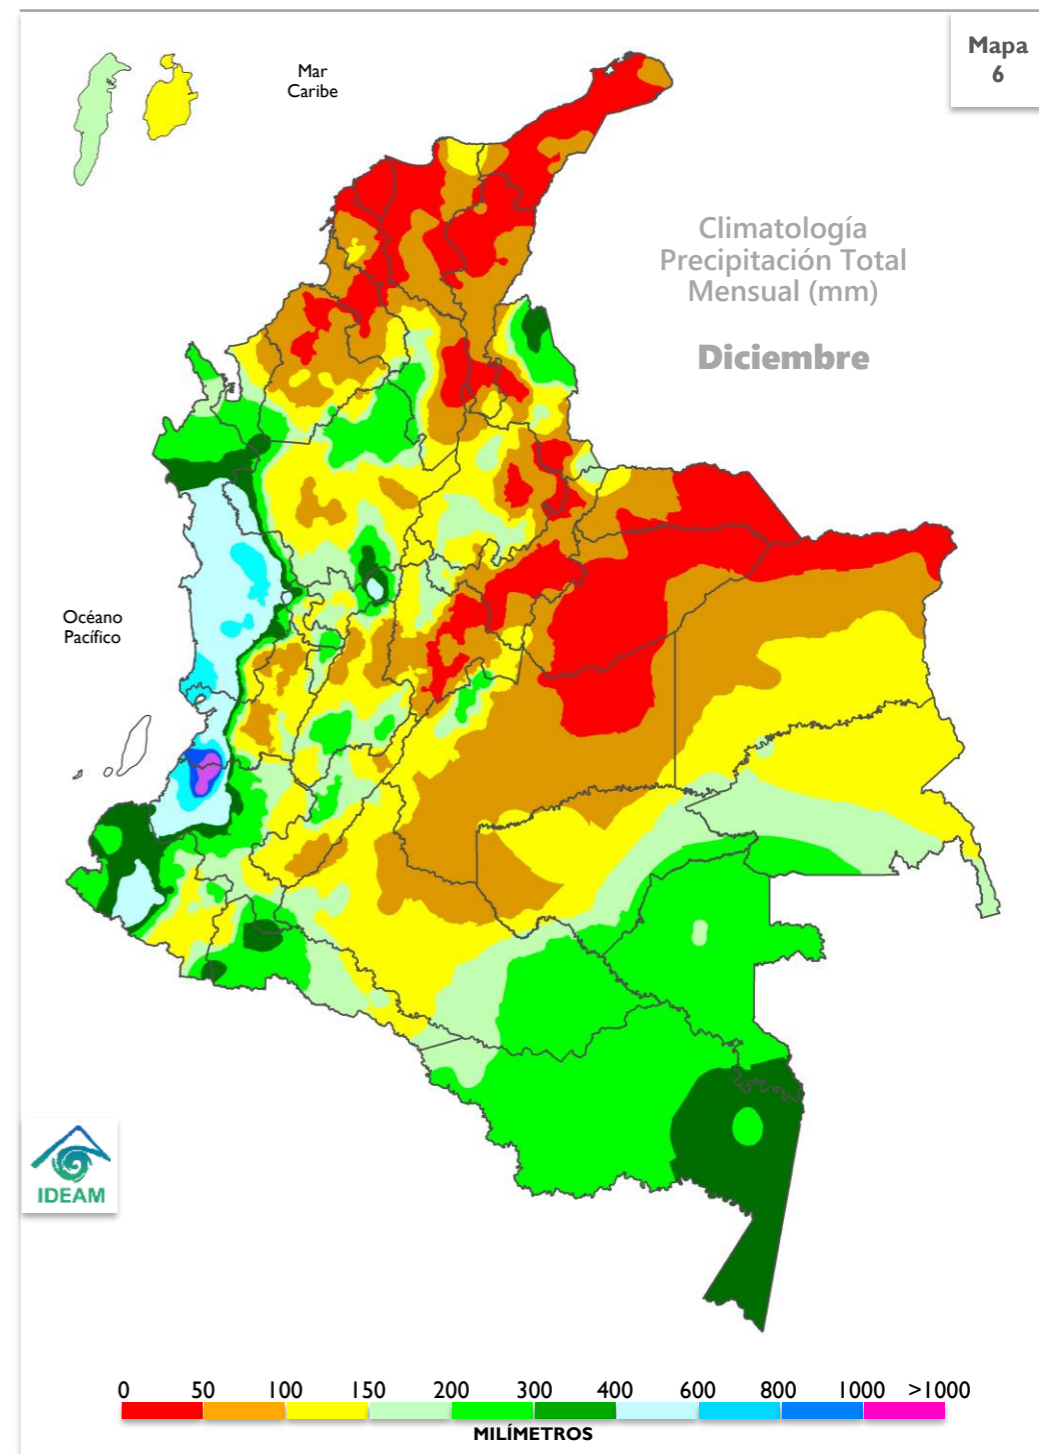 Mapa
6
Mar
Caribe
Climatología
Precipitación Total
Mensual (mm)
Diciembre
Océano
Pacífico
IDEAM
0 50 100 150 200 300 400 600 800 1000 >1000
MILÍMETROS